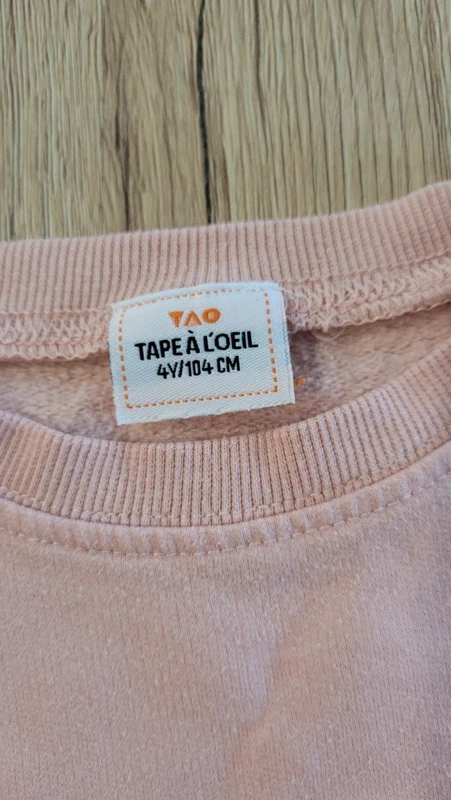 TAO
TAPE À L'OEIL
4Y/104 CM